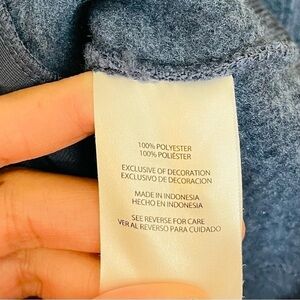 100% POLYESTER
100% POLIÉSTER
EXCLUSIVE OF DECORATION
EXCLUSIVO DE DECORACION
MADE IN INDONESIA
HECHO EN INDONESIA
SEE REVERSE FOR CARE
VER AL REVERSO PARA CUIDADO